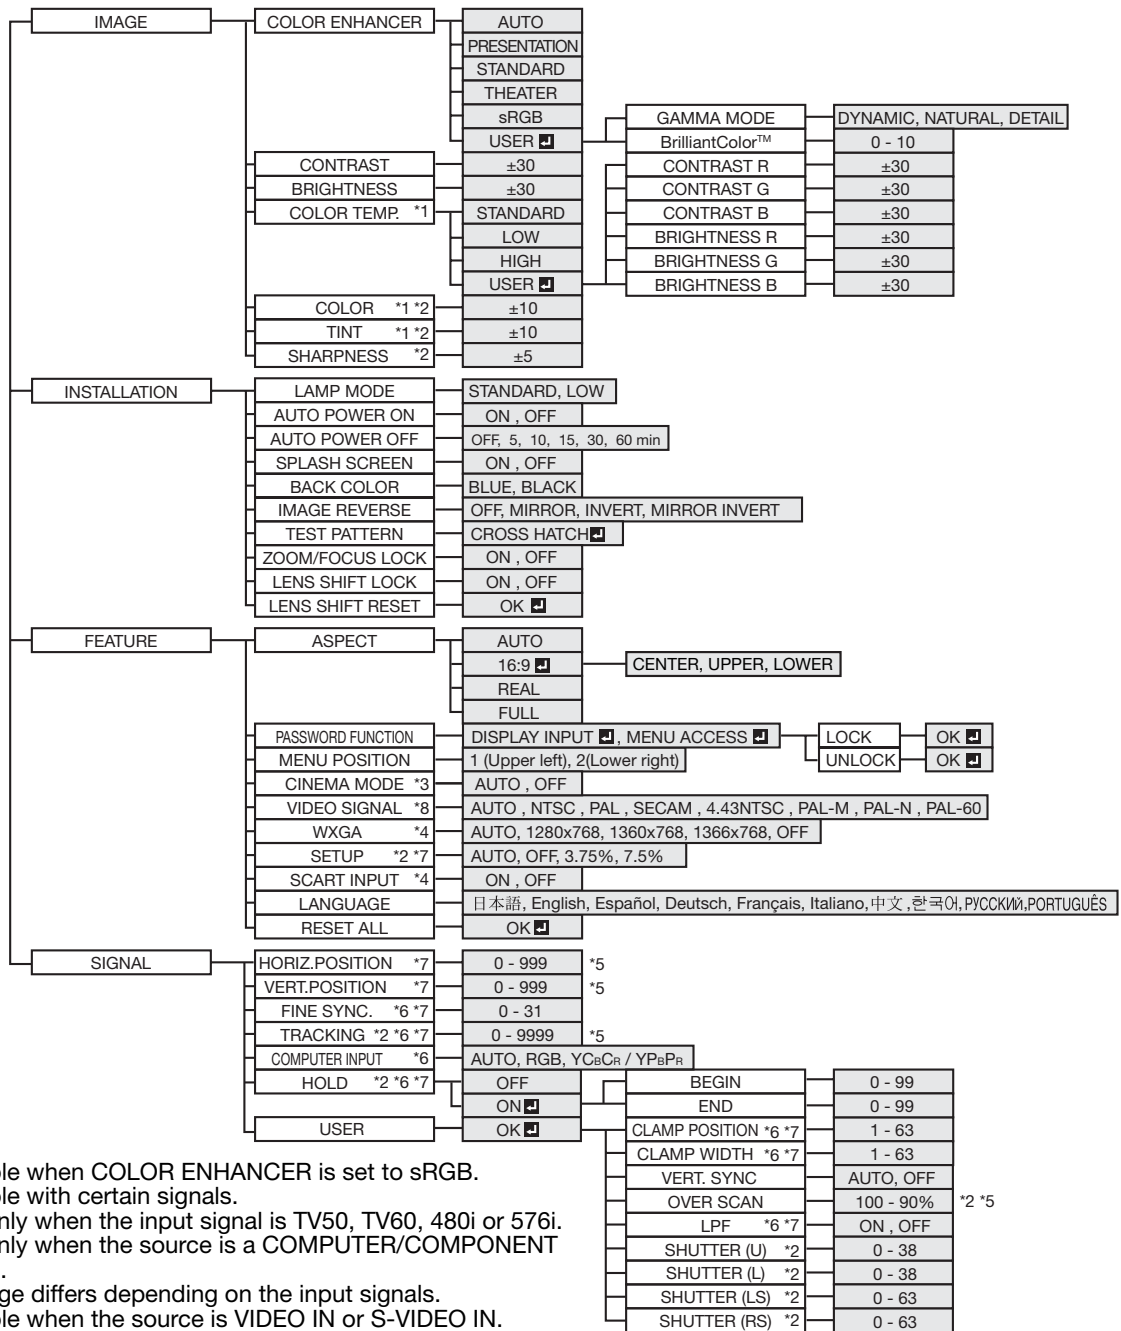 IMAGE COLOR ENHANCER AUTO
PRESENTATION
STANDARD
THEATER
sRGB GAMMA MODE DYNAMIC, NATURAL, DETAIL
USER BrilliantColor™ 0 - 10
CONTRAST ±30 CONTRAST R ±30
BRIGHTNESS ±30 CONTRAST G ±30
COLOR TEMP. *1 STANDARD CONTRAST B ±30
LOW BRIGHTNESS R ±30
HIGH BRIGHTNESS G ±30
USER BRIGHTNESS B ±30
COLOR *1 *2 ±10
TINT *1 *2 ±10
SHARPNESS *2 ±5
INSTALLATION LAMP MODE STANDARD, LOW
AUTO POWER ON ON , OFF
AUTO POWER OFF OFF, 5, 10, 15, 30, 60 min
SPLASH SCREEN ON , OFF
BACK COLOR BLUE, BLACK
IMAGE REVERSE OFF, MIRROR, INVERT, MIRROR INVERT
TEST PATTERN CROSS HATCH
ZOOM/FOCUS LOCK ON , OFF
LENS SHIFT LOCK ON , OFF
LENS SHIFT RESET OK
FEATURE ASPECT AUTO
16:9 CENTER, UPPER, LOWER
REAL
FULL
PASSWORD FUNCTION DISPLAY INPUT , MENU ACCESS LOCK OK
MENU POSITION 1 (Upper left), 2(Lower right) UNLOCK OK
CINEMA MODE *3 AUTO , OFF
VIDEO SIGNAL *8 AUTO , NTSC , PAL , SECAM , 4.43NTSC , PAL-M , PAL-N , PAL-60
WXGA *4 AUTO, 1280x768, 1360x768, 1366x768, OFF
SETUP *2 *7 AUTO, OFF, 3.75%, 7.5%
SCART INPUT *4 ON , OFF
LANGUAGE 日本語, English, Español, Deutsch, Français, Italiano,中文,한국어,РУССКИЙ,PORTUGUÊS
RESET ALL OK
SIGNAL HORIZ.POSITION *7 0 - 999 *5
VERT.POSITION *7 0 - 999 *5
FINE SYNC. *6 *7 0 - 31
TRACKING *2 *6 *7 0 - 9999 *5
COMPUTER INPUT *6 AUTO, RGB, YCBCR / YPBPR
HOLD *2 *6 *7 OFF BEGIN 0 - 99
ON END 0 - 99
USER OK CLAMP POSITION *6 *7 1 - 63
CLAMP WIDTH *6 *7 1 - 63
VERT. SYNC AUTO, OFF
OVER SCAN 100 - 90% *2 *5
LPF *6 *7 ON , OFF
SHUTTER (U) *2 0 - 38
SHUTTER (L) *2 0 - 38
SHUTTER (LS) *2 0 - 63
SHUTTER (RS) *2 0 - 63
when COLOR ENHANCER is set to sRGB.
with certain signals.
when the input signal is TV50, TV60, 480i or 576i.
when the source is a COMPUTER/COMPONENT
.
differs depending on the input signals.
when the source is VIDEO IN or S-VIDEO IN.